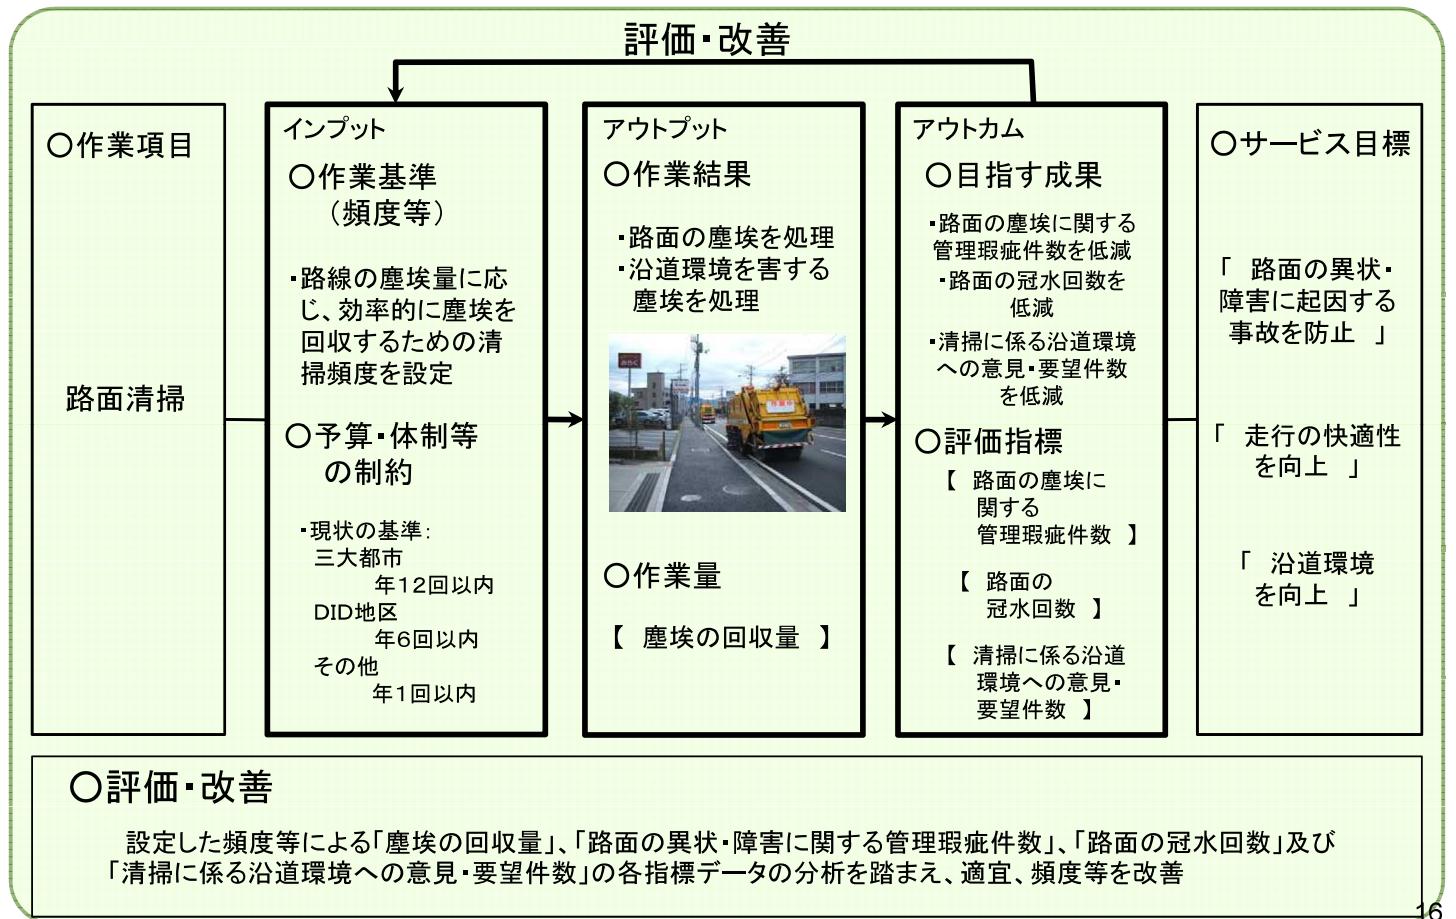 評価・改善
○作業項目
路面清掃
インプット
○作業基準
(頻度等)
・路線の塵埃量に応
じ、効率的に塵埃を
回収するための清
掃頻度を設定
○予算・体制等
の制約
・現状の基準:
三大都市
年12回以内
DID地区
年6回以内
その他
年1回以内
アウトプット
○作業結果
・路面の塵埃を処理
・沿道環境を害する
塵埃を処理
○作業量
【 塵埃の回収量 】
アウトカム
○目指す成果
・路面の塵埃に関する
管理瑕疵件数を低減
・路面の冠水回数を
低減
・清掃に係る沿道環境
への意見・要望件数
を低減
○評価指標
【 路面の塵埃に
関する
管理瑕疵件数 】
【 路面の
冠水回数 】
【 清掃に係る沿道
環境への意見・
要望件数 】
○サービス目標
「 路面の異状・
障害に起因する
事故を防止 」
「 走行の快適性
を向上 」
「 沿道環境
を向上 」
○評価・改善
設定した頻度等による「塵埃の回収量」、「路面の異状・障害に関する管理瑕疵件数」、「路面の冠水回数」及び
「清掃に係る沿道環境への意見・要望件数」の各指標データの分析を踏まえ、適宜、頻度等を改善
16